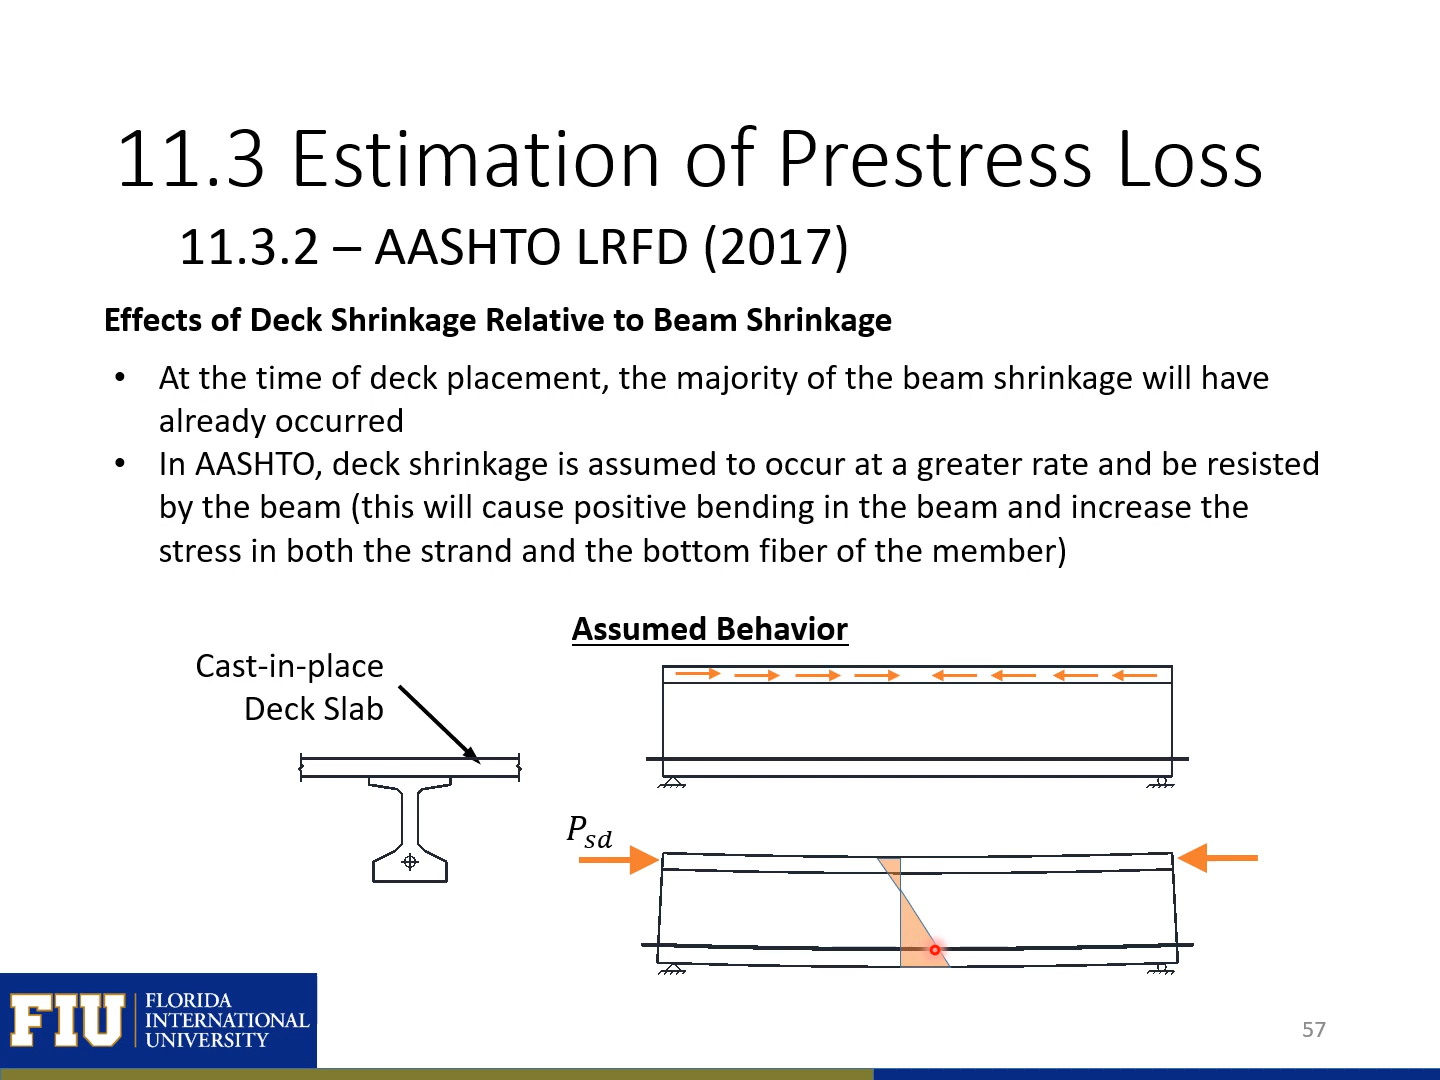 11.3 Estimation of Prestress Loss
11.3.2 – AASHTO LRFD (2017)
Effects of Deck Shrinkage Relative to Beam Shrinkage
• At the time of deck placement, the majority of the beam shrinkage will have
already occurred
• In AASHTO, deck shrinkage is assumed to occur at a greater rate and be resisted
by the beam (this will cause positive bending in the beam and increase the
stress in both the strand and the bottom fiber of the member)
Assumed Behavior
Cast-in-place
Deck Slab
P_{sd}
FIU
FLORIDA
INTERNATIONAL
UNIVERSITY
57